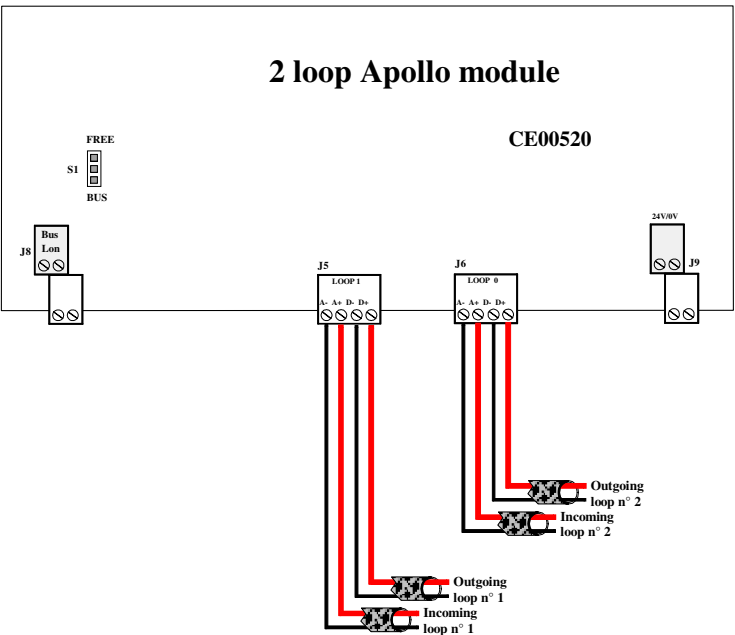 2 loop Apollo module
CE00520
FREE
S1
BUS
24V/0V
Bus
Lon
J8
J9
J5
LOOP 1
A- A+ D- D+
J6
LOOP 0
A- A+ D- D+
Outgoing
loop n° 2
Incoming
loop n° 2
Outgoing
loop n° 1
Incoming
loop n° 1